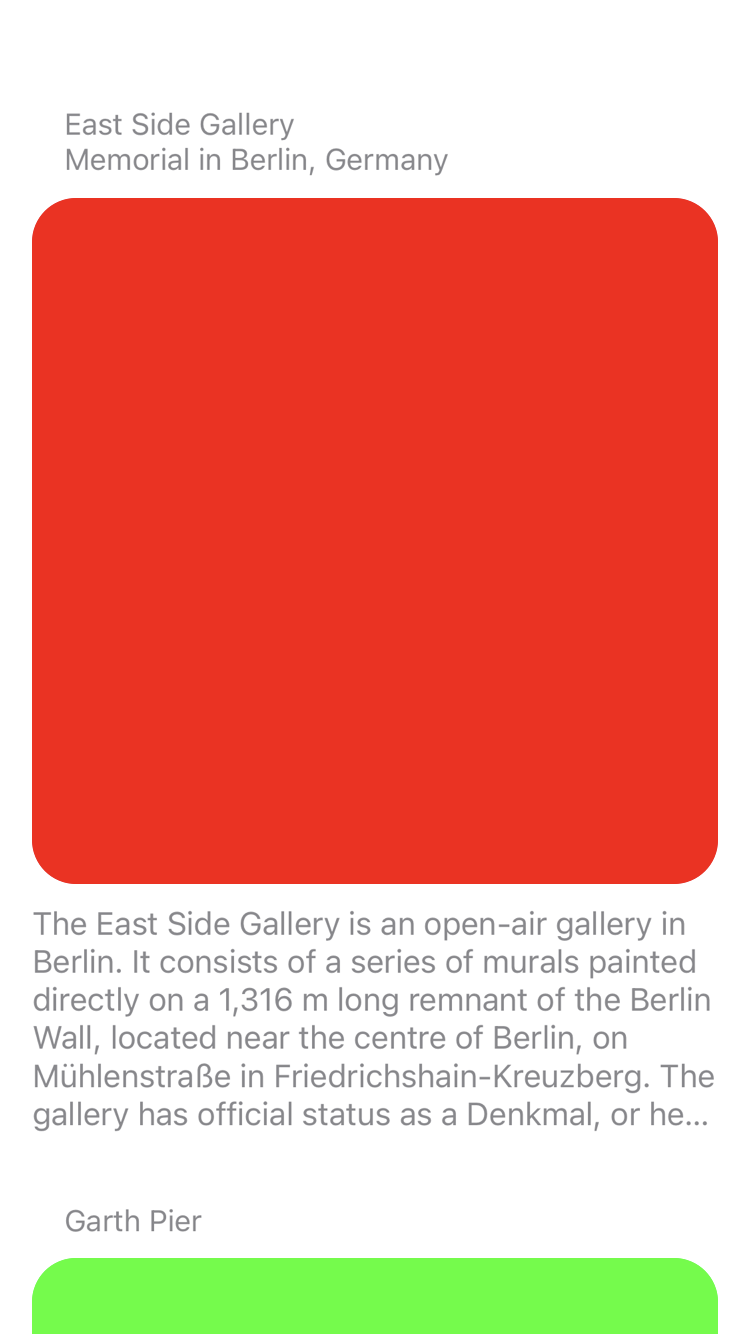 East Side Gallery
Memorial in Berlin, Germany
The East Side Gallery is an open-air gallery in
Berlin. It consists of a series of murals painted
directly on a 1,316 m long remnant of the Berlin
Wall, located near the centre of Berlin, on
Mühlenstraße in Friedrichshain-Kreuzberg. The
gallery has official status as a Denkmal, or he...
Garth Pier